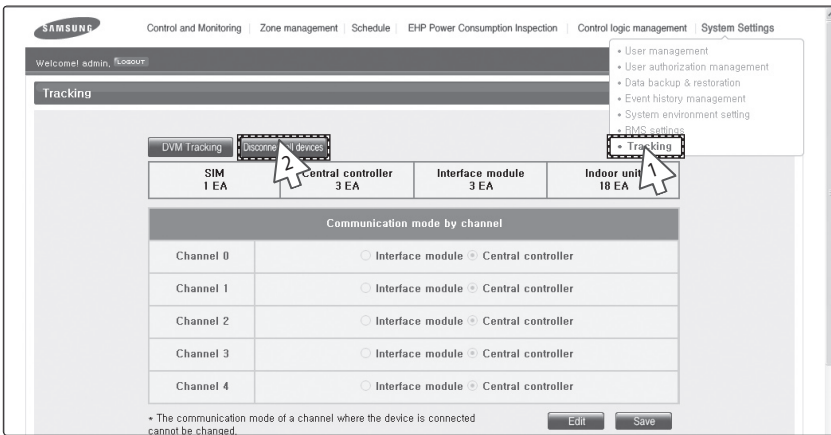 SAMSUNG
Control and Monitoring Zone management Schedule EHP Power Consumption Inspection Control logic management System Settings
Welcome! admin, LOGOUT
• User management
• User authorization management
• Data backup & restoration
• Event history management
• System environment setting
• RMS settings
• Tracking
1
Tracking
DVM Tracking devices
2
SIM Central controller Interface module Indoor unit
1 EA 3 EA 3 EA 18 EA
Communication mode by channel
Channel 0 Interface module Central controller
Channel 1 Interface module Central controller
Channel 2 Interface module Central controller
Channel 3 Interface module Central controller
Channel 4 Interface module Central controller
* The communication mode of a channel where the device is connected
cannot be changed.
Edit Save